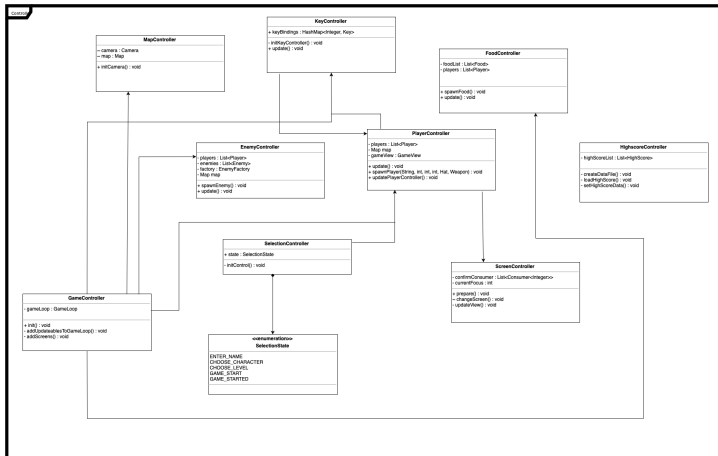 Controller
MapController
~ camera : Camera
~ map : Map
+ initCamera() : void
KeyController
+ keyBindings : HashMap<Integer, Key>
- initKeyController() : void
+ update() : void
FoodController
- foodList : List<Food>
- players : List<Player>
+ spawnFood() : void
+ update() : void
EnemyController
- players : List<Player>
- enemies : List<Enemy>
- factory : EnemyFactory
- Map map
+ spawnEnemy() : void
+ update() : void
PlayerController
- players : List<Player>
- Map map
- gameView : GameView
+ update() : void
+ spawnPlayer(String, int, int, int, Hat, Weapon) : void
+ updatePlayerController() : void
HighscoreController
- highScoreList : List<HighScore>
- createDataFile() : void
- loadHighScore() : void
- setHighScoreData() : void
SelectionController
+ state : SelectionState
- initControl() : void
ScreenController
- confirmConsumer : List<Consumer<Integer>>
- currentFocus : int
+ prepare() : void
~ changeScreen() : void
- updateView() : void
GameController
- gameLoop : GameLoop
+ init() : void
- addUpdateablesToGameLoop() : void
- addScreens() : void
<<enumeration>>
SelectionState
ENTER_NAME
CHOOSE_CHARACTER
CHOOSE_LEVEL
GAME_START
GAME_STARTED